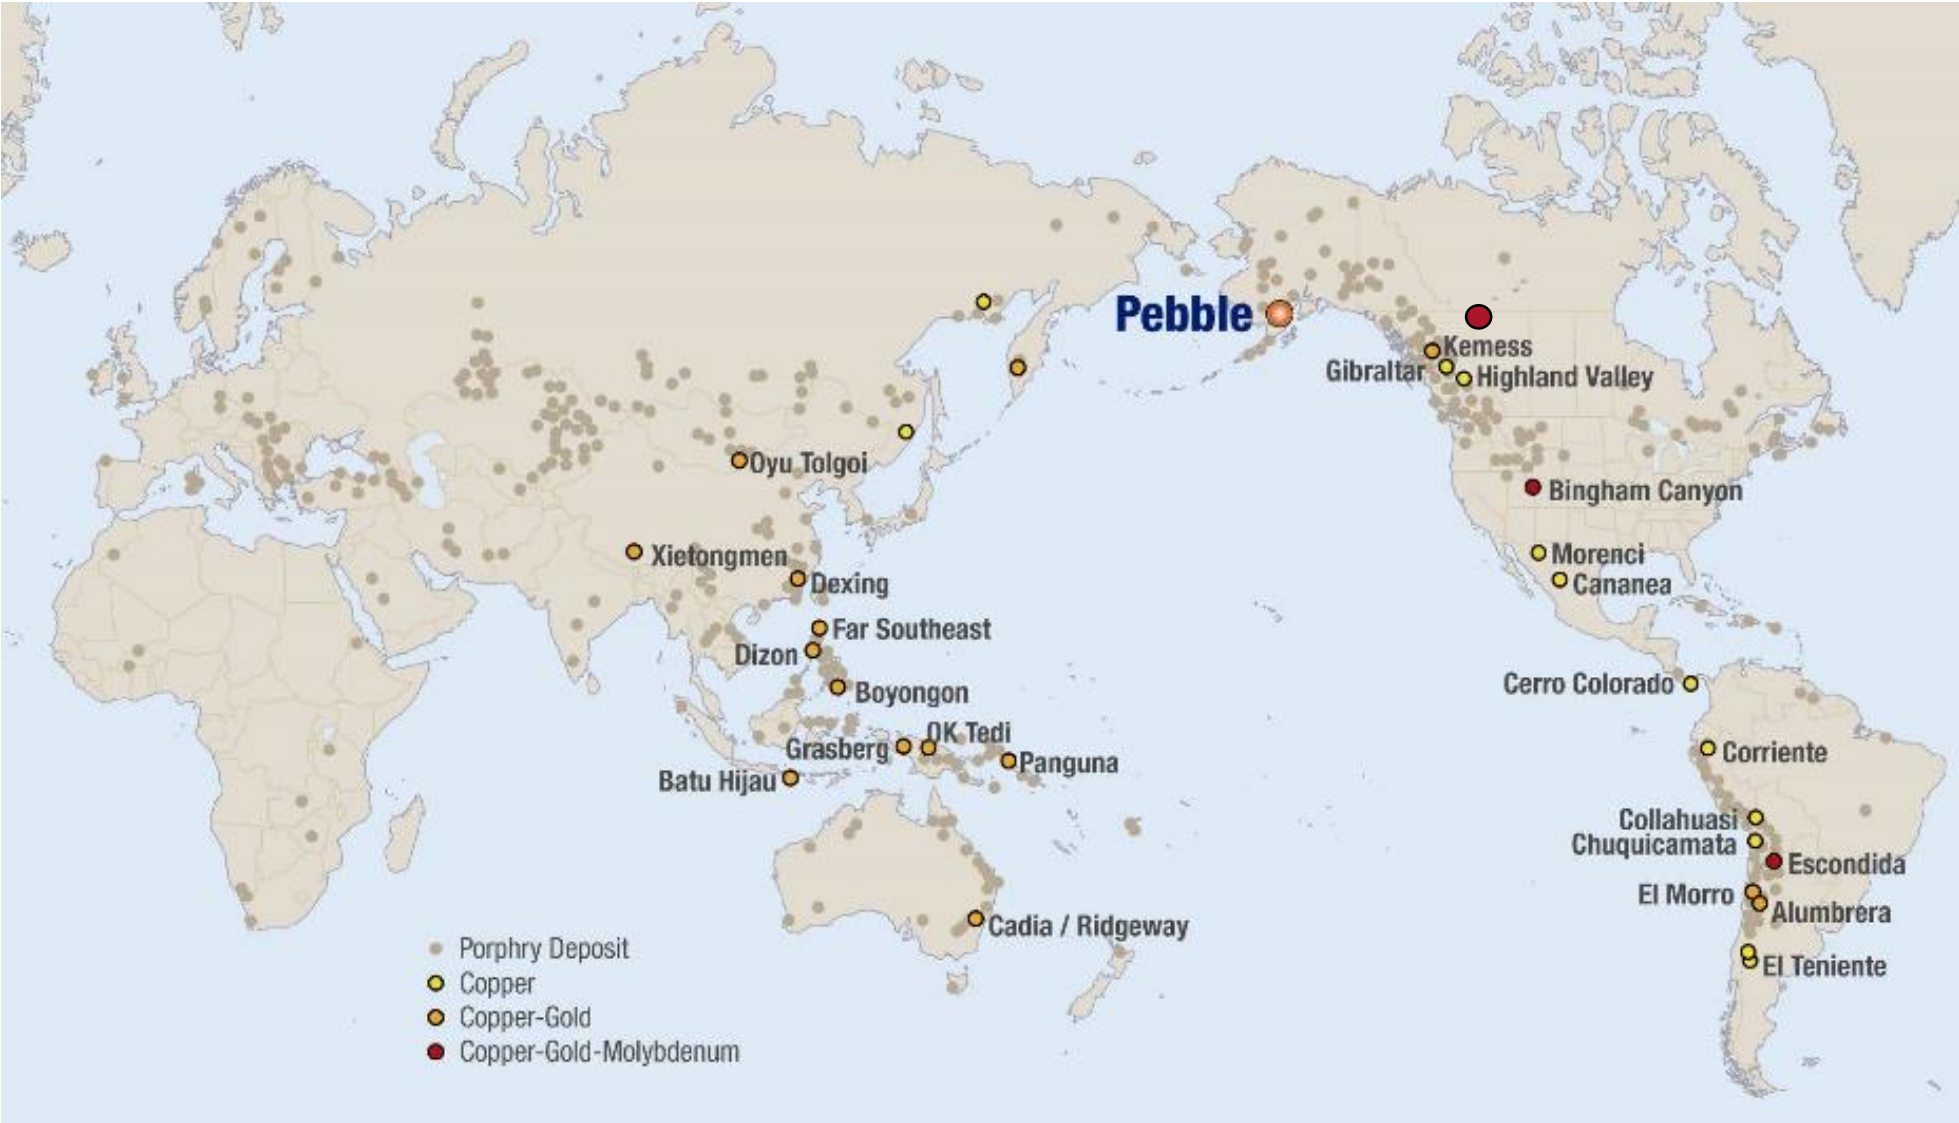 Pebble
Kemess
Gibraltar
Highland Valley
Oyu Tolgoi
Bingham Canyon
Xietongmen
Morenci
Dexing
Cananea
Far Southeast
Dizon
Cerro Colorado
Boyongon
OK Tedi
Grasberg
Panguna
Corriente
Batu Hijau
Collahuasi
Chuquicamata
Escondida
El Morro
Alumbrera
Cadia / Ridgeway
El Teniente
Porphry Deposit
Copper
Copper-Gold
Copper-Gold-Molybdenum